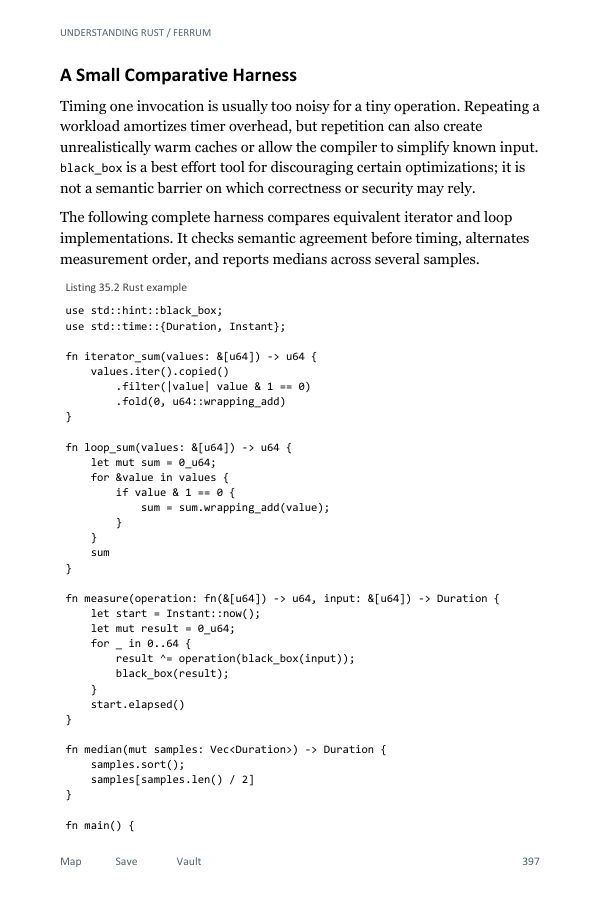 UNDERSTANDING RUST / FERRUM
A Small Comparative Harness
Timing one invocation is usually too noisy for a tiny operation. Repeating a
workload amortizes timer overhead, but repetition can also create
unrealistically warm caches or allow the compiler to simplify known input.
black_box is a best effort tool for discouraging certain optimizations; it is
not a semantic barrier on which correctness or security may rely.
The following complete harness compares equivalent iterator and loop
implementations. It checks semantic agreement before timing, alternates
measurement order, and reports medians across several samples.
Listing 35.2 Rust example
use std::hint::black_box;
use std::time::{Duration, Instant};

fn iterator_sum(values: &[u64]) -> u64 {
    values.iter().copied()
        .filter(|value| value & 1 == 0)
        .fold(0, u64::wrapping_add)
}

fn loop_sum(values: &[u64]) -> u64 {
    let mut sum = 0_u64;
    for &value in values {
        if value & 1 == 0 {
            sum = sum.wrapping_add(value);
        }
    }
    sum
}

fn measure(operation: fn(&[u64]) -> u64, input: &[u64]) -> Duration {
    let start = Instant::now();
    let mut result = 0_u64;
    for _ in 0..64 {
        result ^= operation(black_box(input));
        black_box(result);
    }
    start.elapsed()
}

fn median(mut samples: Vec<Duration>) -> Duration {
    samples.sort();
    samples[samples.len() / 2]
}

fn main() {
Map Save Vault 397